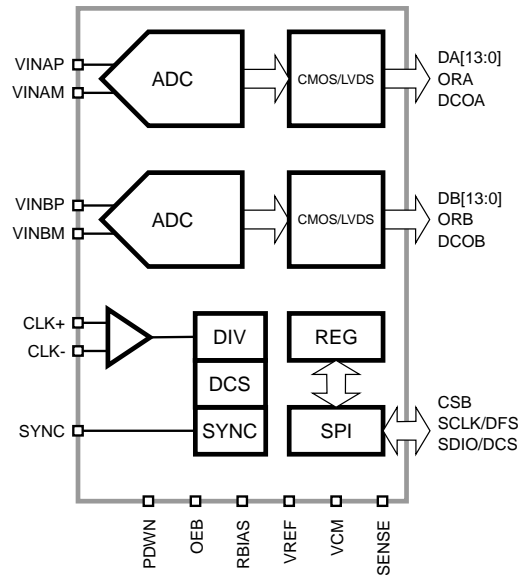 VINAP
VINAM
ADC
CMOS/LVDS
DA[13:0]
ORA
DCOA
VINBP
VINBM
ADC
CMOS/LVDS
DB[13:0]
ORB
DCOB
CLK+
CLK-
DIV
REG
DCS
SYNC
SYNC
SPI
CSB
SCLK/DFS
SDIO/DCS
PDWN
OEB
RBIAS
VREF
VCM
SENSE